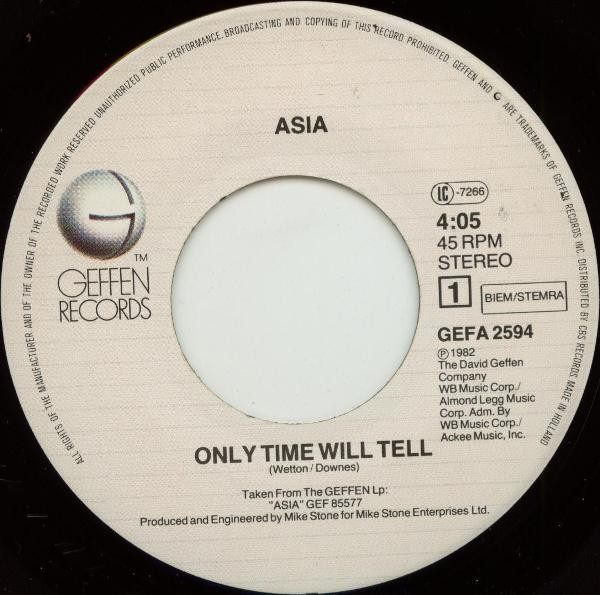 ALL RIGHTS OF THE MANUFACTURER AND OF THE OWNER OF THE RECORDED WORK RESERVED UNAUTHORIZED PUBLIC PERFORMANCE, BROADCASTING AND COPYING OF THIS RECORD PROHIBITED GEFFEN AND G ARE TRADEMARKS OF GEFFEN RECORDS INC. DISTRIBUTED BY CBS RECORDS MADE IN HOLLAND
ASIA
GEFFEN
RECORDS
TM
LC -7266
4:05
45 RPM
STEREO
1
BIEM/STEMRA
GEFA 2594
Ⓟ1982
The David Geffen
Company
WB Music Corp./
Almond Legg Music
Corp. Adm. By
WB Music Corp./
Ackee Music, Inc.
ONLY TIME WILL TELL
(Wetton/Downes)
Taken From The GEFFEN Lp:
"ASIA" GEF 85577
Produced and Engineered by Mike Stone for Mike Stone Enterprises Ltd.